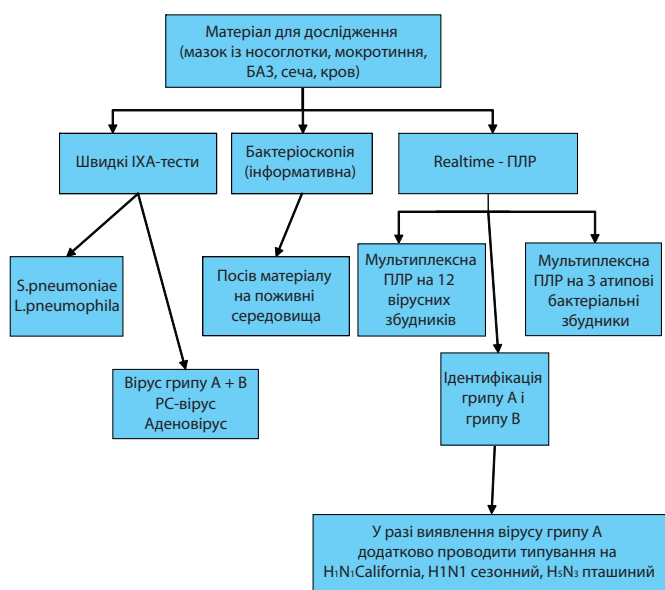 Матеріал для дослідження
(мазок із носоглотки, мокротиння,
БАЗ, сеча, кров)
Швидкі ІХА-тести
Бактеріоскопія
(інформативна)
Realtime - ПЛР
S.pneumoniae
L.pneumophila
Посів матеріалу
на поживні
середовища
Мультиплексна
ПЛР на 12
вірусних
збудників
Мультиплексна
ПЛР на 3 атипові
бактеріальні
збудники
Вірус грипу А + В
РС-вірус
Аденовірус
Ідентифікація
грипу А і
грипу В
У разі виявлення вірусу грипу А
додатково проводити типування на
H₁N₁California, H1N1 сезонний, H₅N₃ пташиний